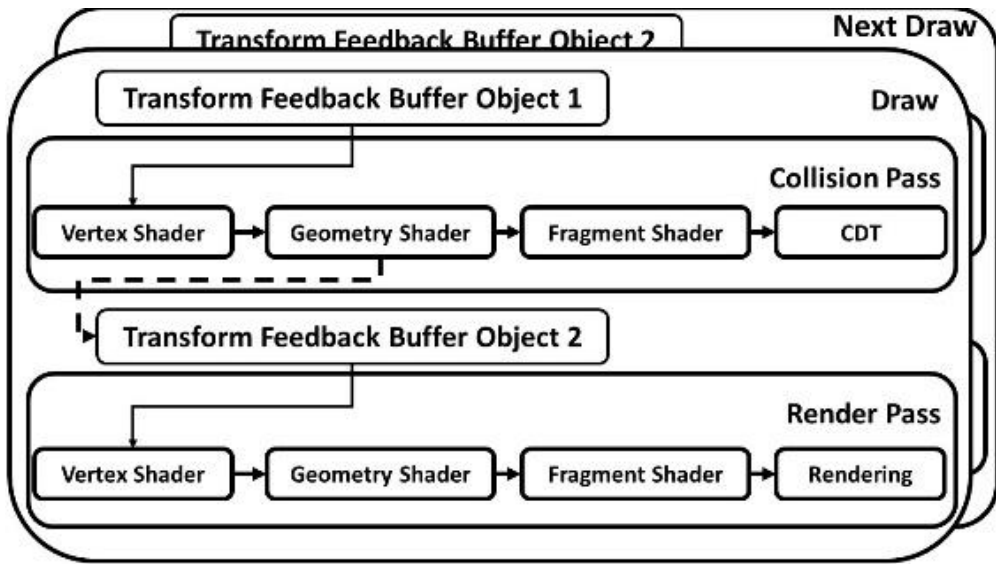 Next Draw
Transform Feedback Buffer Object 2
Draw
Transform Feedback Buffer Object 1
Collision Pass
Vertex Shader
Geometry Shader
Fragment Shader
CDT
Transform Feedback Buffer Object 2
Render Pass
Vertex Shader
Geometry Shader
Fragment Shader
Rendering